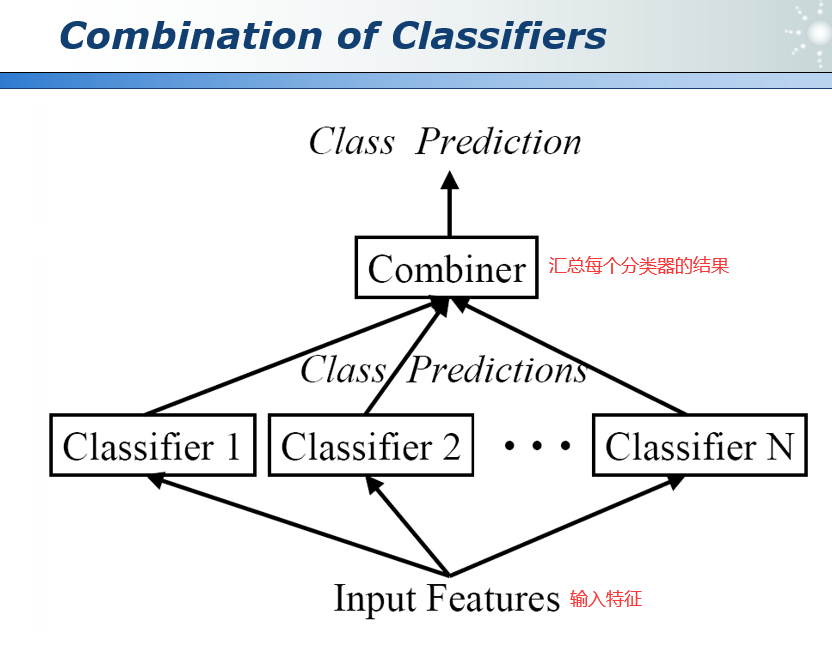 Combination of Classifiers
Class Prediction
Combiner
汇总每个分类器的结果
Class Predictions
Classifier 1
Classifier 2
• • •
Classifier N
Input Features
输入特征